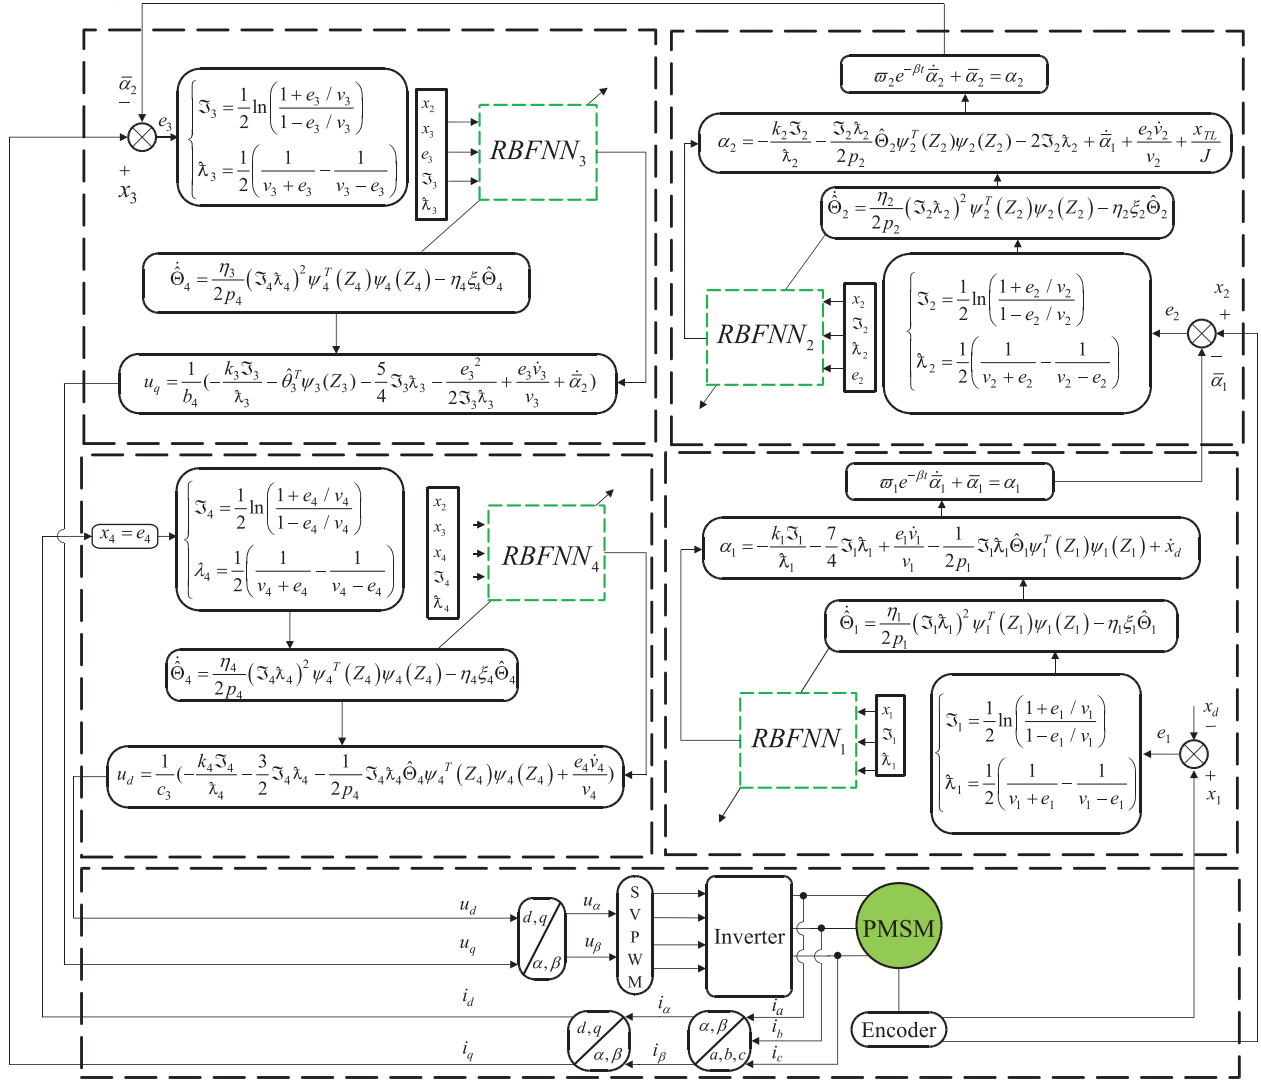 ᾱ₂
−
e₃
+
x₃
ℑ₃ = 1/2 ln((1 + e₃ / v₃)/(1 − e₃ / v₃))
ƛ₃ = 1/2 (1/(v₃ + e₃) − 1/(v₃ − e₃))
x₂
x₃
e₃
ℑ₃
ƛ₃
RBFNN₃
Θ̂̇₄ = η₃/2p₄ (ℑ₄ƛ₄)² ψ₄ᵀ(Z₄)ψ₄(Z₄) − η₄ξ₄Θ̂₄
u_q = 1/b₄ (− k₃ℑ₃/ƛ₃ − θ̂₃ᵀψ₃(Z₃) − 5/4 ℑ₃ƛ₃ − e₃²/2ℑ₃ƛ₃ + e₃v̇₃/v₃ + ᾱ̇₂)
ϖ₂e^(−βt) ᾱ̇₂ + ᾱ₂ = α₂
α₂ = − k₂ℑ₂/ƛ₂ − ℑ₂ƛ₂/2p₂ Θ̂₂ψ₂ᵀ(Z₂)ψ₂(Z₂) − 2ℑ₂ƛ₂ + ᾱ̇₁ + e₂v̇₂/v₂ + x_TL/J
Θ̂̇₂ = η₂/2p₂ (ℑ₂ƛ₂)² ψ₂ᵀ(Z₂)ψ₂(Z₂) − η₂ξ₂Θ̂₂
RBFNN₂
x₂
ℑ₂
ƛ₂
e₂
ℑ₂ = 1/2 ln((1 + e₂ / v₂)/(1 − e₂ / v₂))
ƛ₂ = 1/2 (1/(v₂ + e₂) − 1/(v₂ − e₂))
e₂
x₂
+
−
ᾱ₁
x₄ = e₄
ℑ₄ = 1/2 ln((1 + e₄ / v₄)/(1 − e₄ / v₄))
λ₄ = 1/2 (1/(v₄ + e₄) − 1/(v₄ − e₄))
x₂
x₃
x₄
ℑ₄
ƛ₄
RBFNN₄
Θ̂̇₄ = η₄/2p₄ (ℑ₄ƛ₄)² ψ₄ᵀ(Z₄)ψ₄(Z₄) − η₄ξ₄Θ̂₄
u_d = 1/c₃ (− k₄ℑ₄/ƛ₄ − 3/2 ℑ₄ƛ₄ − 1/2p₄ ℑ₄ƛ₄Θ̂₄ψ₄ᵀ(Z₄)ψ₄(Z₄) + e₄v̇₄/v₄)
ϖ₁e^(−βt) ᾱ̇₁ + ᾱ₁ = α₁
α₁ = − k₁ℑ₁/ƛ₁ − 7/4 ℑ₁ƛ₁ + e₁v̇₁/v₁ − 1/2p₁ ℑ₁ƛ₁Θ̂₁ψ₁ᵀ(Z₁)ψ₁(Z₁) + ẋ_d
Θ̂̇₁ = η₁/2p₁ (ℑ₁ƛ₁)² ψ₁ᵀ(Z₁)ψ₁(Z₁) − η₁ξ₁Θ̂₁
RBFNN₁
x₁
ℑ₁
ƛ₁
ℑ₁ = 1/2 ln((1 + e₁ / v₁)/(1 − e₁ / v₁))
ƛ₁ = 1/2 (1/(v₁ + e₁) − 1/(v₁ − e₁))
e₁
x_d
−
+
x₁
u_d
u_q
d,q
α,β
u_α
u_β
S
V
P
W
M
Inverter
PMSM
Encoder
i_d
i_q
d,q
α,β
i_α
i_β
α,β
a,b,c
i_a
i_b
i_c